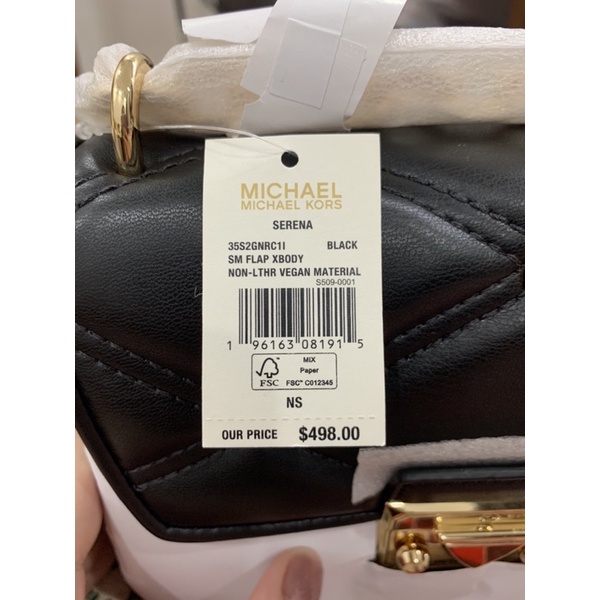 MICHAEL
MICHAEL KORS
SERENA
35S2GNRC1I BLACK
SM FLAP XBODY
NON-LTHR VEGAN MATERIAL
S509-0001
1 96163 08191 5
FSC
MIX
Paper
FSC™ C012345
NS
OUR PRICE $498.00